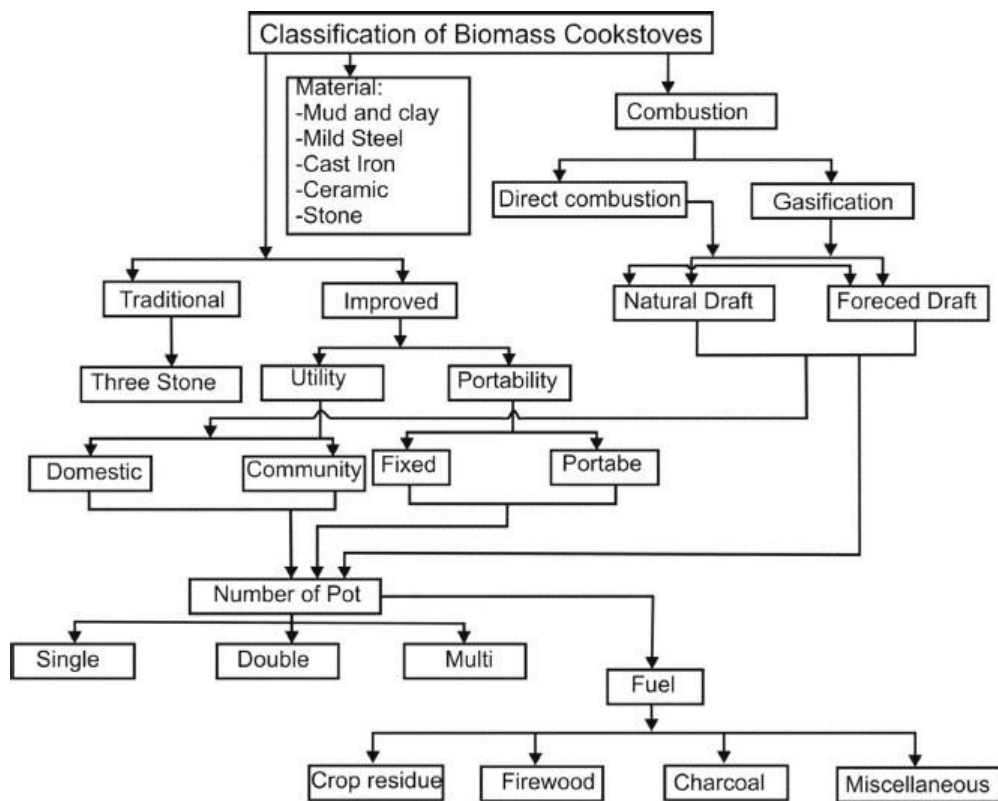 Classification of Biomass Cookstoves
Material:
-Mud and clay
-Mild Steel
-Cast Iron
-Ceramic
-Stone
Combustion
Direct combustion
Gasification
Traditional
Improved
Natural Draft
Foreced Draft
Three Stone
Utility
Portability
Domestic
Community
Fixed
Portabe
Number of Pot
Single
Double
Multi
Fuel
Crop residue
Firewood
Charcoal
Miscellaneous